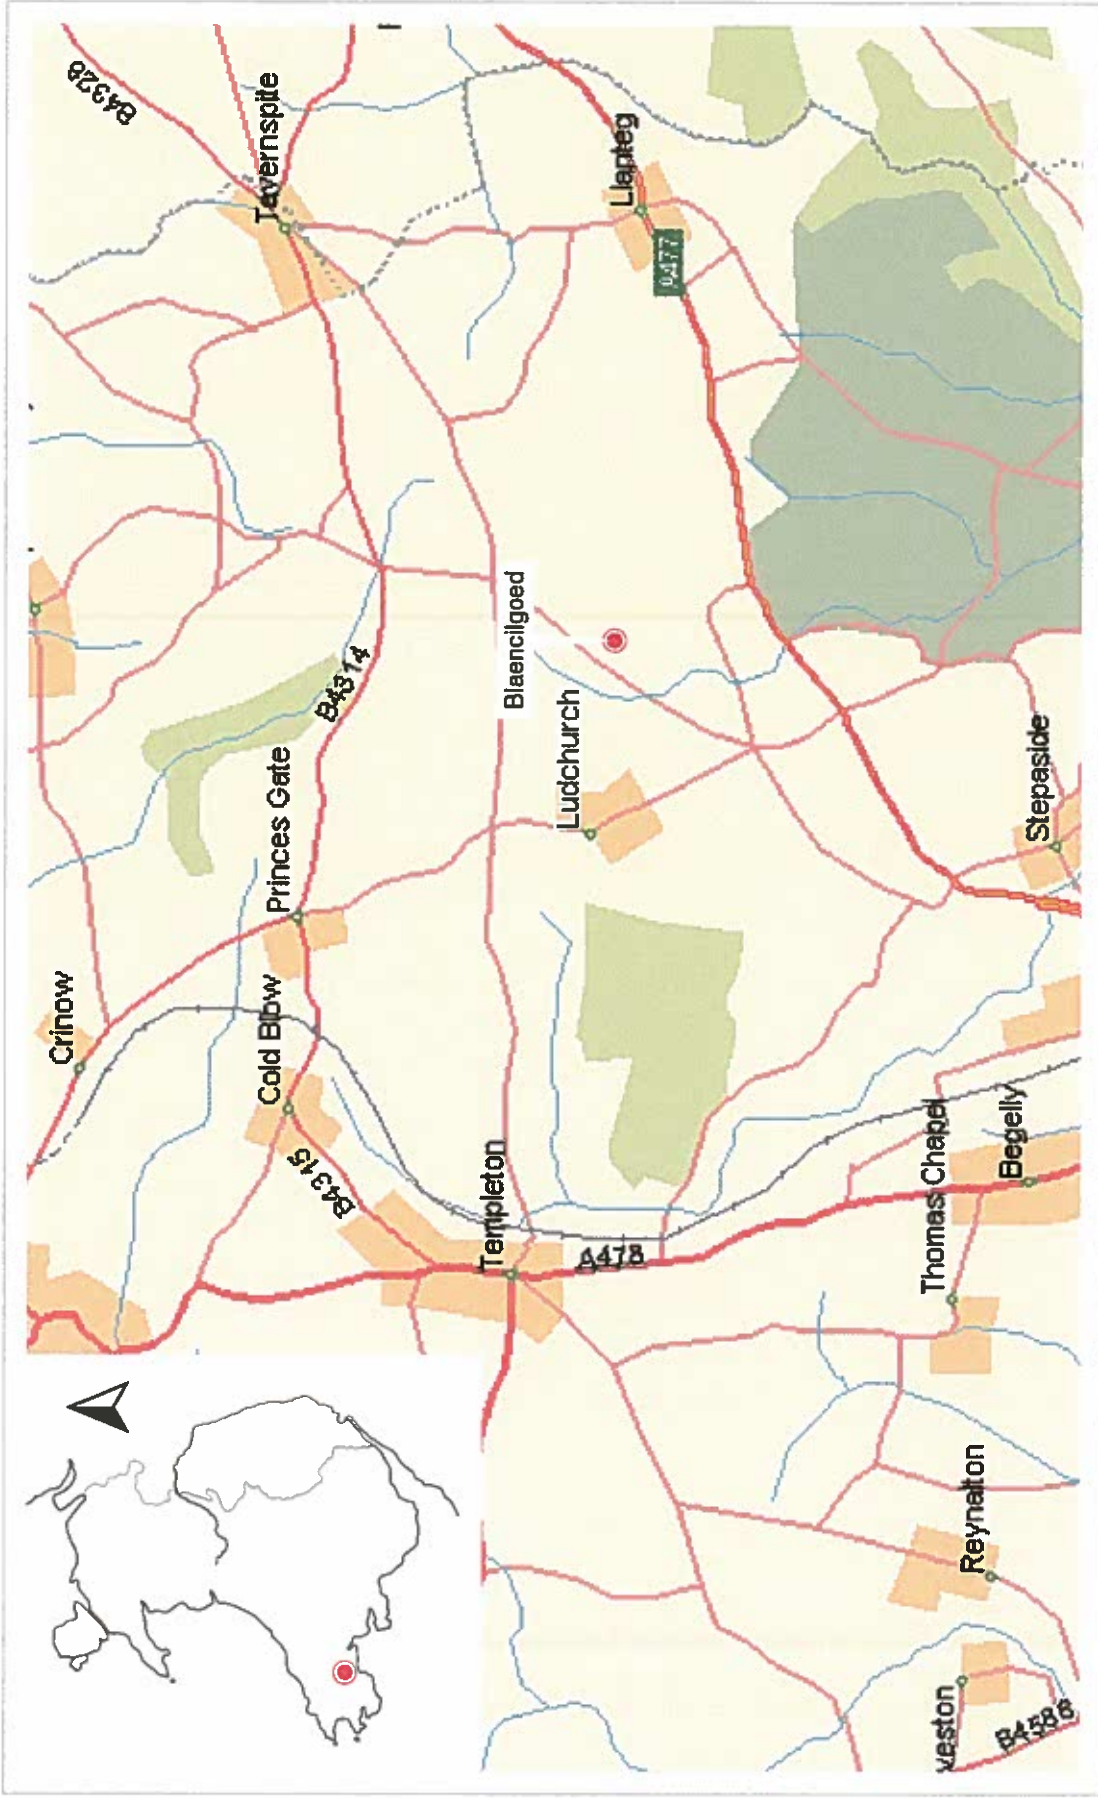 Crinow
B4328
Cold Blow
Princes Gate
Tavernspite
B4315
B4314
Templeton
Blaencilgoed
Ludchurch
A478
Llanteg
A477
Thomas Chapel
yeston
Reynalton
Begelly
Stepaside
B4586